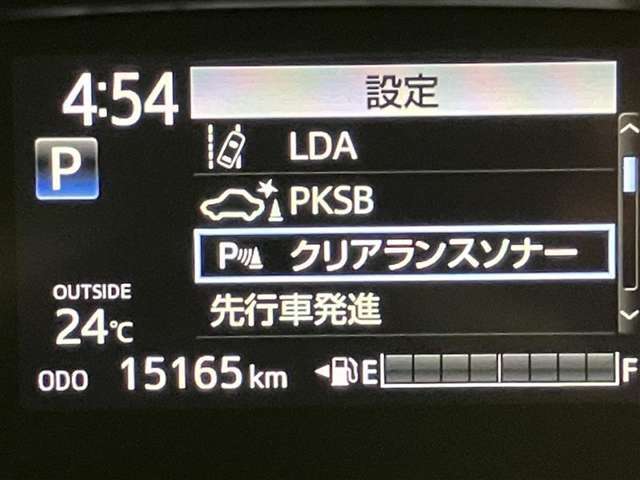 4:54
設定
P
LDA
PKSB
P クリアランスソナー
先行車発進
OUTSIDE
24℃
ODO 15165 km E F